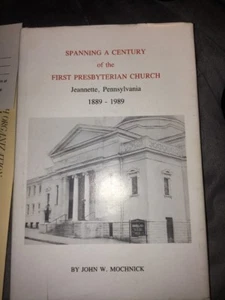 SPANNING A CENTURY
of the
FIRST PRESBYTERIAN CHURCH
Jeannette, Pennsylvania
1889 - 1989
BY JOHN W. MOCHNICK